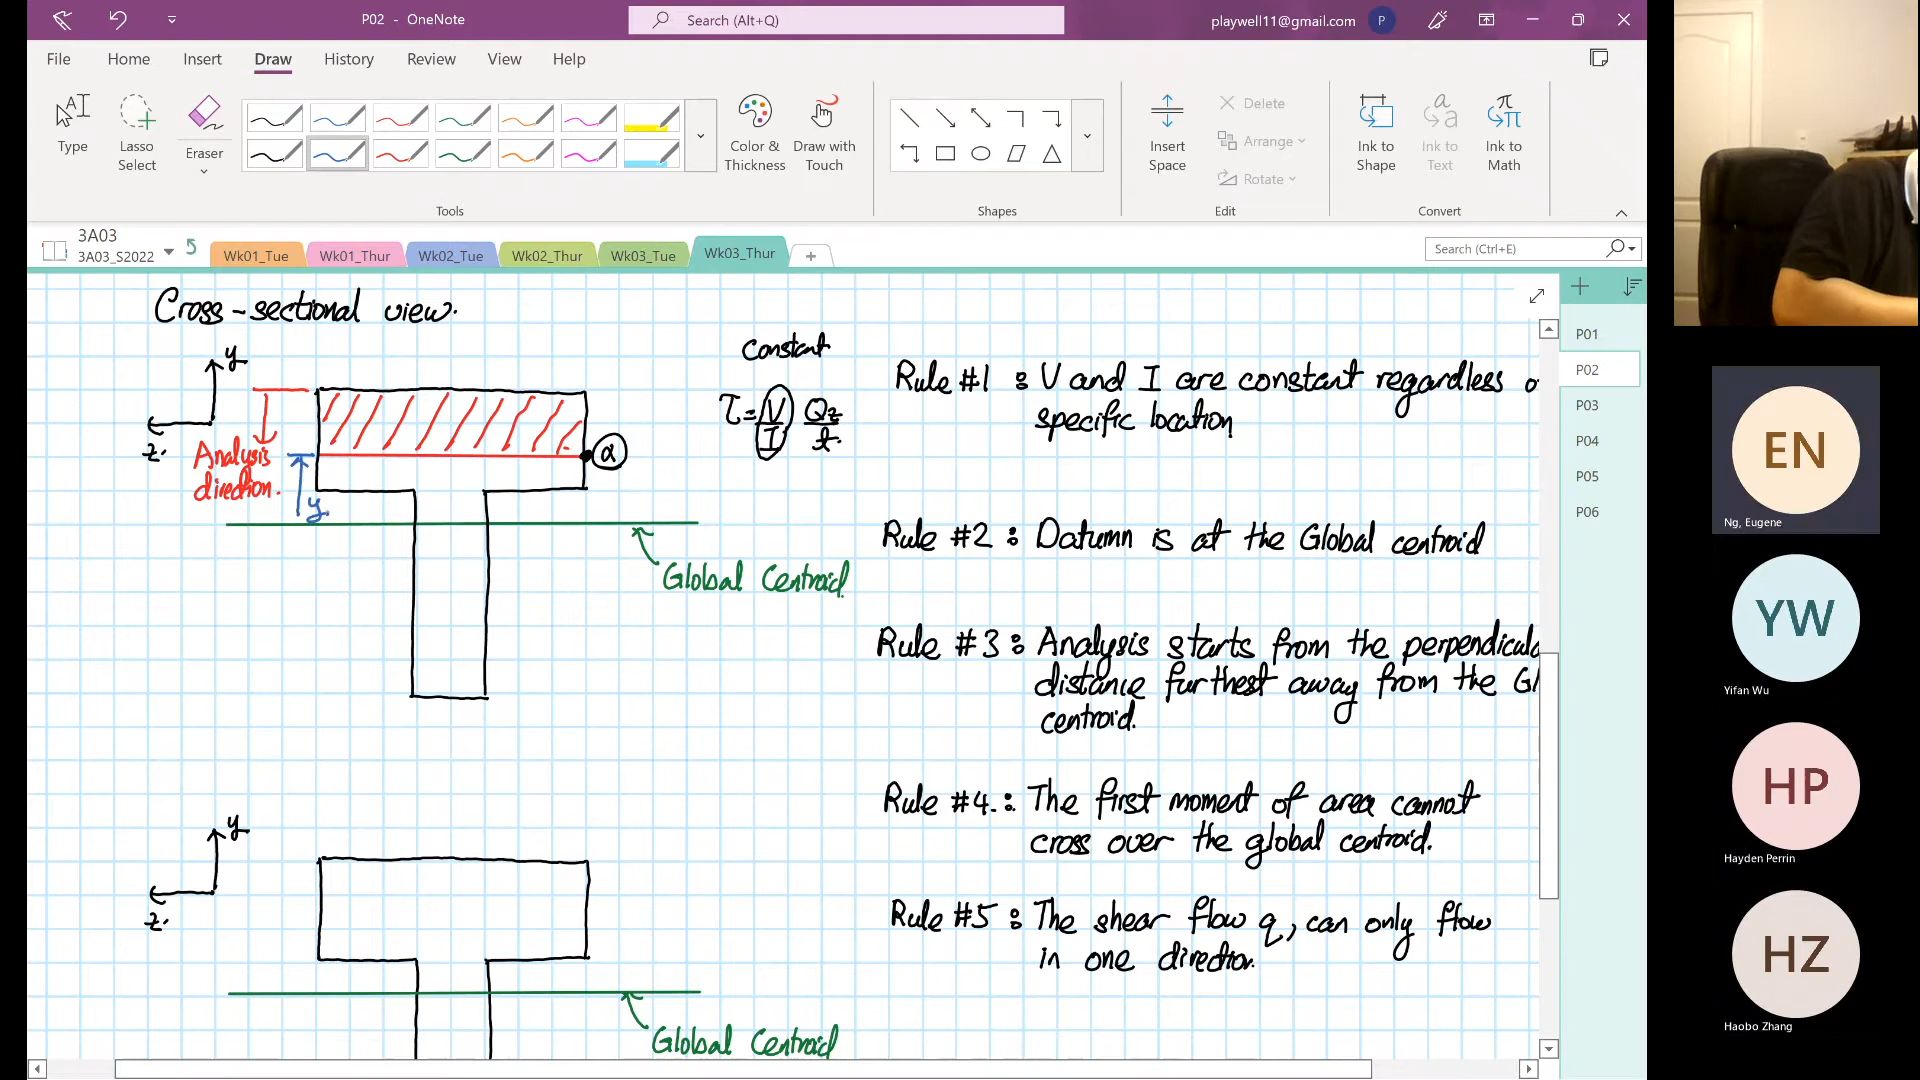 P02 - OneNote
Search (Alt+Q)
playwell11@gmail.com
P
File
Home
Insert
Draw
History
Review
View
Help
Type
Lasso Select
Eraser
Color & Thickness
Draw with Touch
Insert Space
Delete
Arrange
Rotate
Ink to Shape
Ink to Text
Ink to Math
Tools
Shapes
Edit
Convert
3A03
3A03_S2022
Wk01_Tue
Wk01_Thur
Wk02_Tue
Wk02_Thur
Wk03_Tue
Wk03_Thur
Search (Ctrl+E)
P01
P02
P03
P04
P05
P06
Cross-sectional view.
y
z.
Analysis
direction.
y
α
Global Centroid.
Constant
τ = V/I Qz/t.
Rule #1 : V and I are constant regardless o
specific location
Rule #2 : Datumn is at the Global centroid
Rule #3 : Analysis starts from the perpendicula
distance furthest away from the Gl
centroid.
Rule #4. : The first moment of area cannot
cross over the global centroid.
Rule #5 : The shear flow q, can only flow
in one direction.
y
z.
Global Centroid
EN
Ng, Eugene
YW
Yifan Wu
HP
Hayden Perrin
HZ
Haobo Zhang